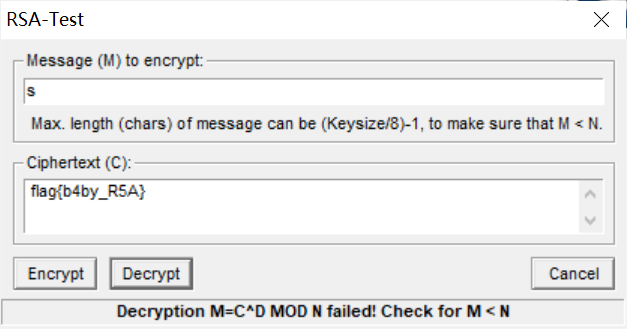 RSA-Test
Message (M) to encrypt:
s
Max. length (chars) of message can be (Keysize/8)-1, to make sure that M < N.
Ciphertext (C):
flag{b4by_R5A}
Encrypt Decrypt Cancel
Decryption M=C^D MOD N failed! Check for M < N